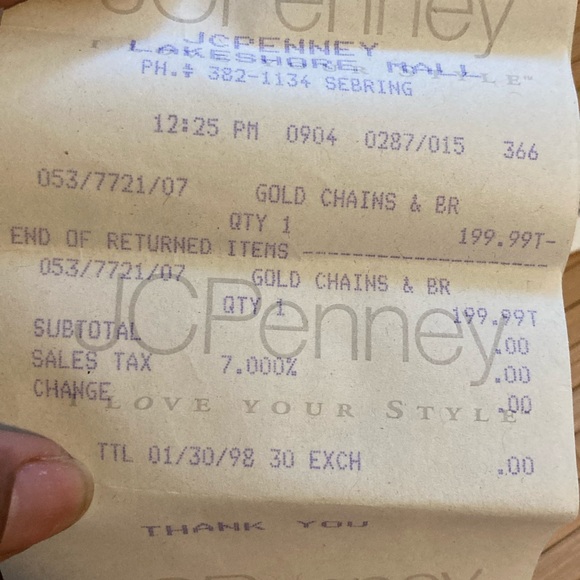 JCPenney
JCPENNEY
LAKESHORE MALL
PH.# 382-1134 SEBRING
12:25 PM 0904 0287/015 366
053/7721/07 GOLD CHAINS & BR
QTY 1 199.99T-
END OF RETURNED ITEMS --------------------
053/7721/07 GOLD CHAINS & BR
QTY 1 199.99T
JCPenney
SUBTOTAL .00
SALES TAX 7.000% .00
CHANGE .00
I LOVE YOUR STYLE
TTL 01/30/98 30 EXCH .00
THANK YOU
JCPenney